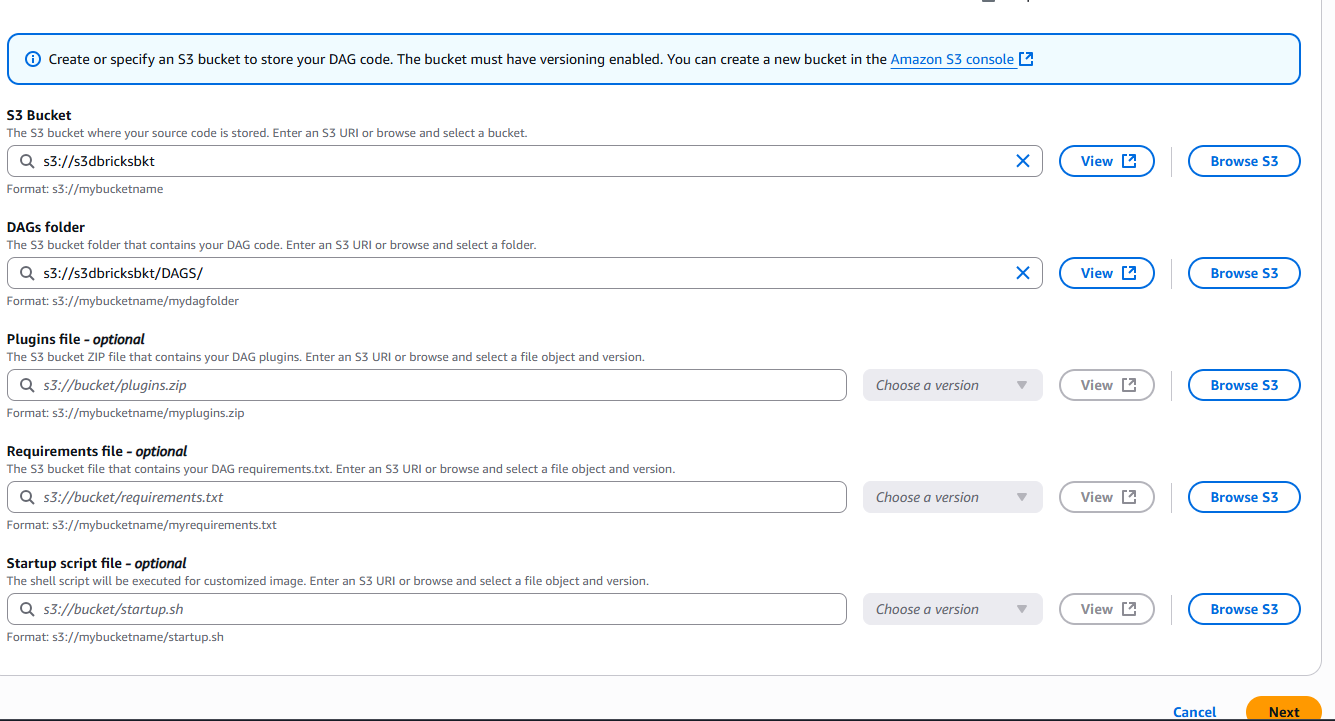 Create or specify an S3 bucket to store your DAG code. The bucket must have versioning enabled. You can create a new bucket in the Amazon S3 console
S3 Bucket
The S3 bucket where your source code is stored. Enter an S3 URI or browse and select a bucket.
s3://s3dbricksbkt View Browse S3
Format: s3://mybucketname
DAGs folder
The S3 bucket folder that contains your DAG code. Enter an S3 URI or browse and select a folder.
s3://s3dbricksbkt/DAGS/ View Browse S3
Format: s3://mybucketname/mydagfolder
Plugins file - optional
The S3 bucket ZIP file that contains your DAG plugins. Enter an S3 URI or browse and select a file object and version.
s3://bucket/plugins.zip Choose a version View Browse S3
Format: s3://mybucketname/myplugins.zip
Requirements file - optional
The S3 bucket file that contains your DAG requirements.txt. Enter an S3 URI or browse and select a file object and version.
s3://bucket/requirements.txt Choose a version View Browse S3
Format: s3://mybucketname/myrequirements.txt
Startup script file - optional
The shell script will be executed for customized image. Enter an S3 URI or browse and select a file object and version.
s3://bucket/startup.sh Choose a version View Browse S3
Format: s3://mybucketname/startup.sh
Cancel Next